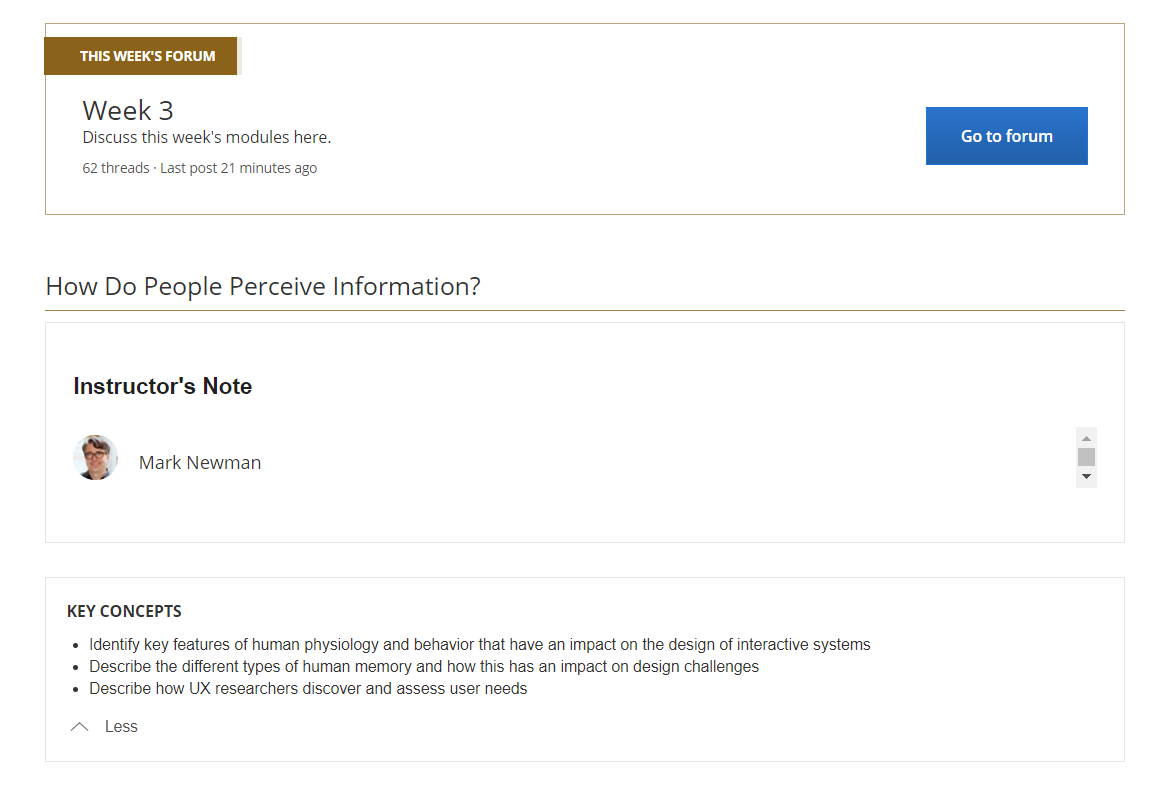 THIS WEEK'S FORUM
Week 3
Discuss this week's modules here.
62 threads · Last post 21 minutes ago
Go to forum
How Do People Perceive Information?
Instructor's Note
Mark Newman
KEY CONCEPTS
• Identify key features of human physiology and behavior that have an impact on the design of interactive systems
• Describe the different types of human memory and how this has an impact on design challenges
• Describe how UX researchers discover and assess user needs
Less